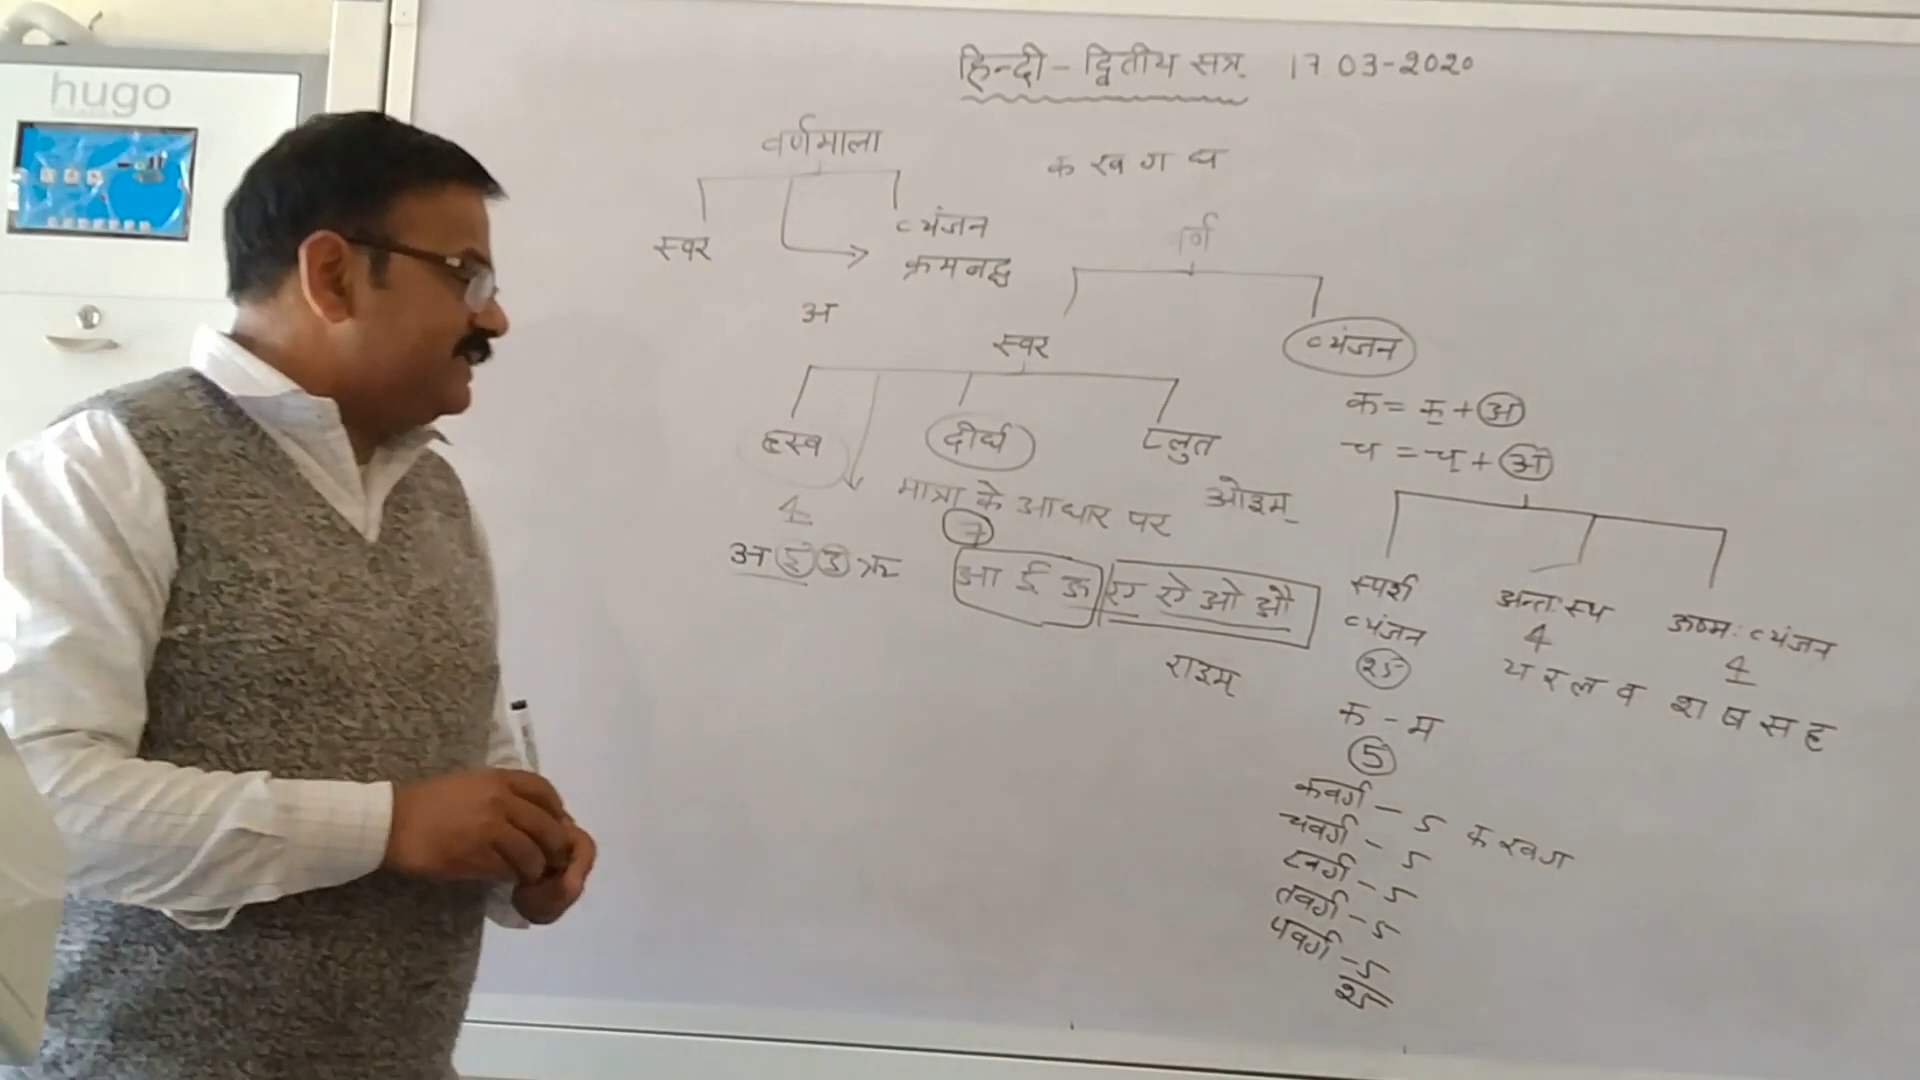 hugo
हिन्दी - द्वितीय सत्र. 17 03-2020
वर्णमाला
क ख ग घ
स्वर
व्यंजन
क्रमबद्ध
र्ण
अ
स्वर
व्यंजन
क = क् + अ
च = च् + अ
ह्रस्व
दीर्घ
प्लुत
मात्रा के आधार पर
ओ३म्
4
7
अ इ उ ऋ
आ ई ऊ ए ऐ ओ औ
रा३म्
स्पर्श
व्यंजन
25
अन्तःस्थ
4
य र ल व
ऊष्मः व्यंजन
4
श ष स ह
क - म
5
कवर्ग - 5 क ख ग
चवर्ग - 5
टवर्ग - 5
तवर्ग - 5
पवर्ग - 5
25